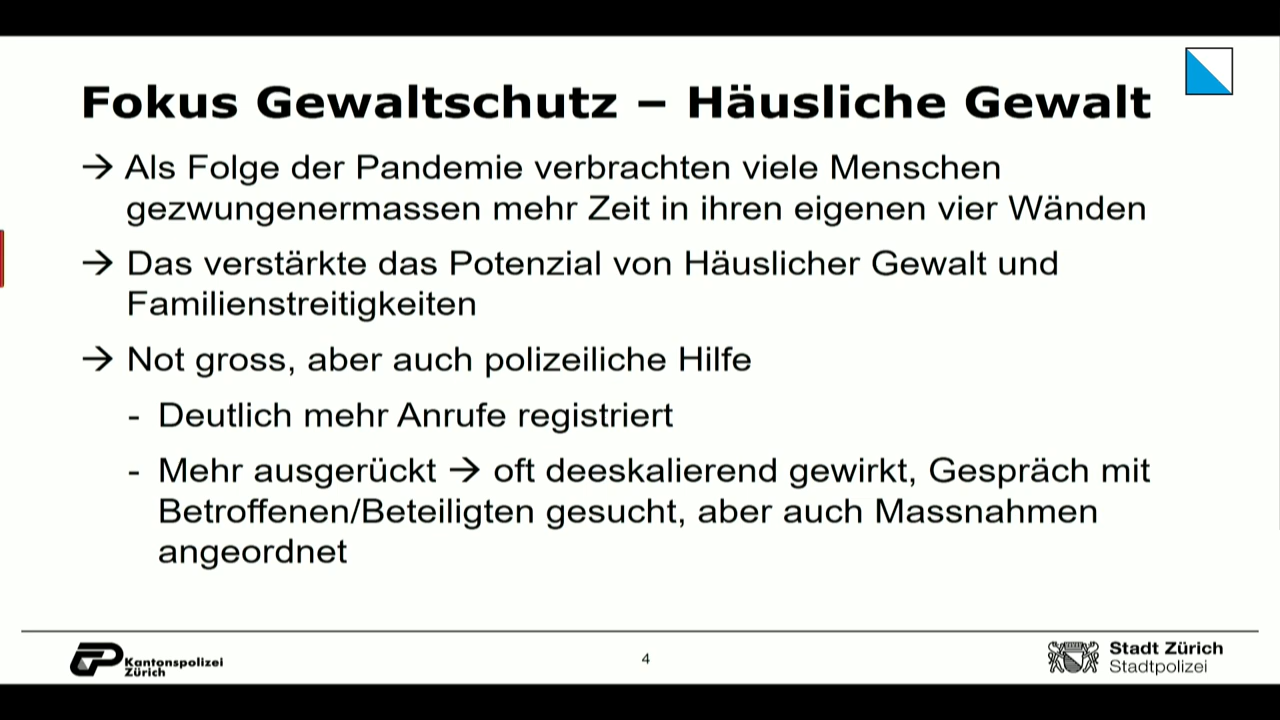 Fokus Gewaltschutz – Häusliche Gewalt
→ Als Folge der Pandemie verbrachten viele Menschen
gezwungenermassen mehr Zeit in ihren eigenen vier Wänden
→ Das verstärkte das Potenzial von Häuslicher Gewalt und
Familienstreitigkeiten
→ Not gross, aber auch polizeiliche Hilfe
- Deutlich mehr Anrufe registriert
- Mehr ausgerückt → oft deeskalierend gewirkt, Gespräch mit
Betroffenen/Beteiligten gesucht, aber auch Massnahmen
angeordnet
Kantonspolizei
Zürich
4
Stadt Zürich
Stadtpolizei